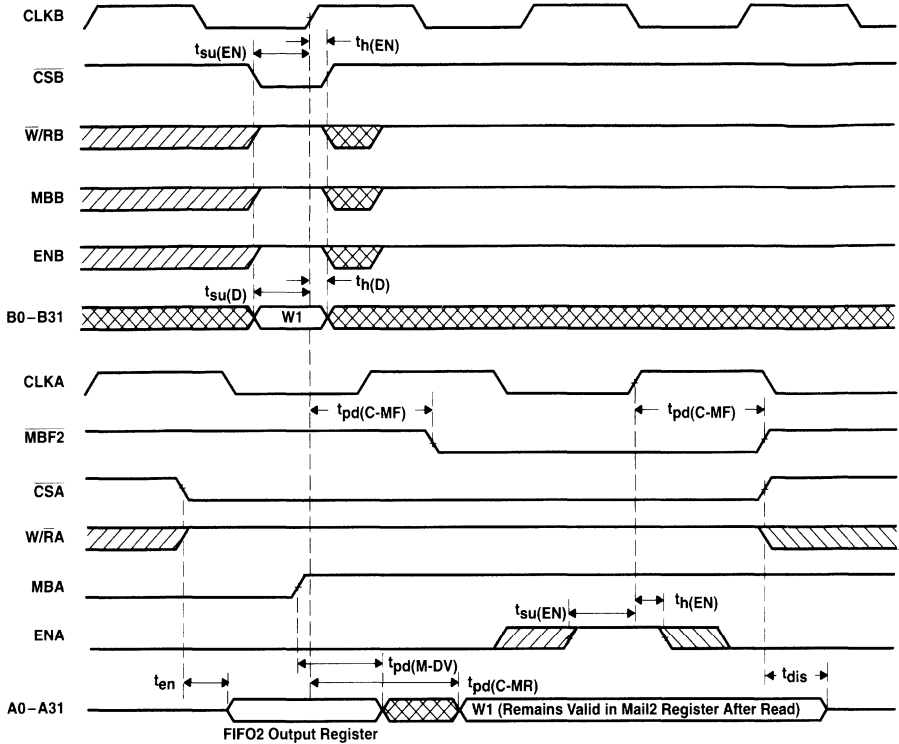 CLKB
tsu(EN)
th(EN)
CSB
W/RB
MBB
ENB
tsu(D)
th(D)
B0–B31
W1
CLKA
tpd(C-MF)
tpd(C-MF)
MBF2
CSA
W/RA
MBA
tsu(EN)
th(EN)
ENA
tpd(M-DV)
ten
tpd(C-MR)
tdis
A0–A31
W1 (Remains Valid in Mail2 Register After Read)
FIFO2 Output Register